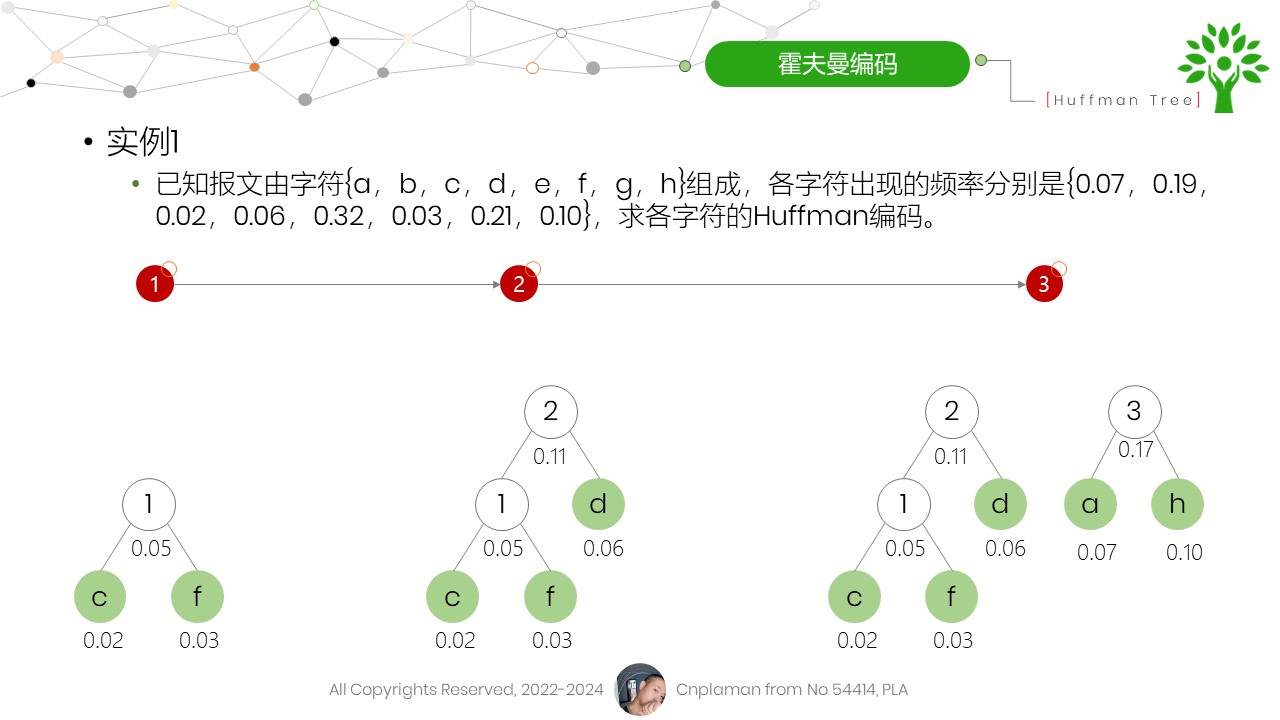 霍夫曼编码
[Huffman Tree]
• 实例1
• 已知报文由字符{a，b，c，d，e，f，g，h}组成，各字符出现的频率分别是{0.07，0.19，
0.02，0.06，0.32，0.03，0.21，0.10}，求各字符的Huffman编码。
1
2
3
1
0.05
c
f
0.02
0.03
2
0.11
1
d
0.05
0.06
c
f
0.02
0.03
2
0.11
1
d
0.05
0.06
c
f
0.02
0.03
3
0.17
a
h
0.07
0.10
All Copyrights Reserved, 2022-2024
Cnplaman from No 54414, PLA